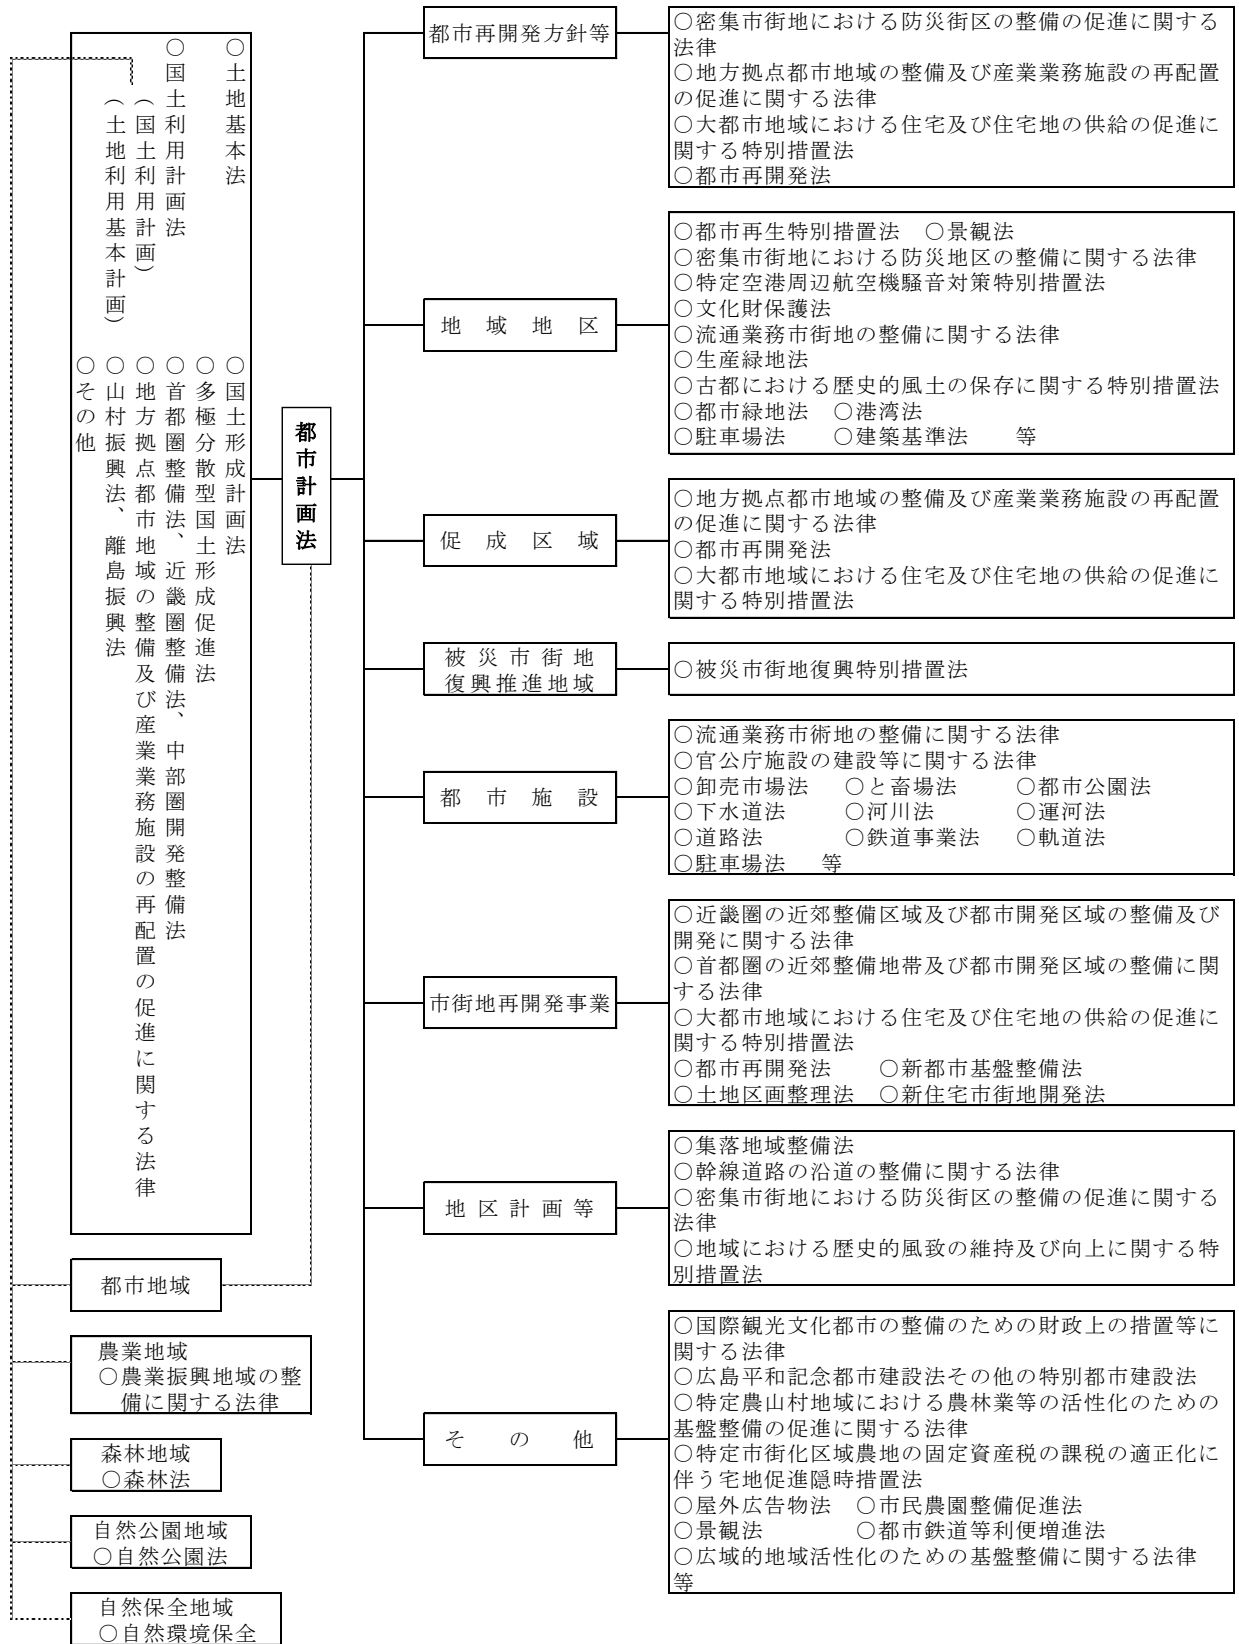 ○土地基本法
○国土利用計画法
（国土利用計画）
（土地利用基本計画）
○国土形成計画法
○多極分散型国土形成促進法
○首都圏整備法、近畿圏整備法、中部圏開発整備法
○地方拠点都市地域の整備及び産業業務施設の再配置の促進に関する法律
○山村振興法、離島振興法
○その他
都市地域
農業地域
○農業振興地域の整
備に関する法律
森林地域
○森林法
自然公園地域
○自然公園法
自然保全地域
○自然環境保全
都市計画法
都市再開発方針等
○密集市街地における防災街区の整備の促進に関する
法律
○地方拠点都市地域の整備及び産業業務施設の再配置
の促進に関する法律
○大都市地域における住宅及び住宅地の供給の促進に
関する特別措置法
○都市再開発法
地域地区
○都市再生特別措置法　○景観法
○密集市街地における防災地区の整備に関する法律
○特定空港周辺航空機騒音対策特別措置法
○文化財保護法
○流通業務市街地の整備に関する法律
○生産緑地法
○古都における歴史的風土の保存に関する特別措置法
○都市緑地法　○港湾法
○駐車場法　○建築基準法　等
促成区域
○地方拠点都市地域の整備及び産業業務施設の再配置
の促進に関する法律
○都市再開発法
○大都市地域における住宅及び住宅地の供給の促進に
関する特別措置法
被災市街地
復興推進地域
○被災市街地復興特別措置法
都市施設
○流通業務市術地の整備に関する法律
○官公庁施設の建設等に関する法律
○卸売市場法　○と畜場法　○都市公園法
○下水道法　○河川法　○運河法
○道路法　○鉄道事業法　○軌道法
○駐車場法　等
市街地再開発事業
○近畿圏の近郊整備区域及び都市開発区域の整備及び
開発に関する法律
○首都圏の近郊整備地帯及び都市開発区域の整備に関
する法律
○大都市地域における住宅及び住宅地の供給の促進に
関する特別措置法
○都市再開発法　○新都市基盤整備法
○土地区画整理法　○新住宅市街地開発法
地区計画等
○集落地域整備法
○幹線道路の沿道の整備に関する法律
○密集市街地における防災街区の整備の促進に関する
法律
○地域における歴史的風致の維持及び向上に関する特
別措置法
その他
○国際観光文化都市の整備のための財政上の措置等に
関する法律
○広島平和記念都市建設法その他の特別都市建設法
○特定農山村地域における農林業等の活性化のための
基盤整備の促進に関する法律
○特定市街化区域農地の固定資産税の課税の適正化に
伴う宅地促進隠時措置法
○屋外広告物法　○市民農園整備促進法
○景観法　○都市鉄道等利便増進法
○広域的地域活性化のための基盤整備に関する法律
等